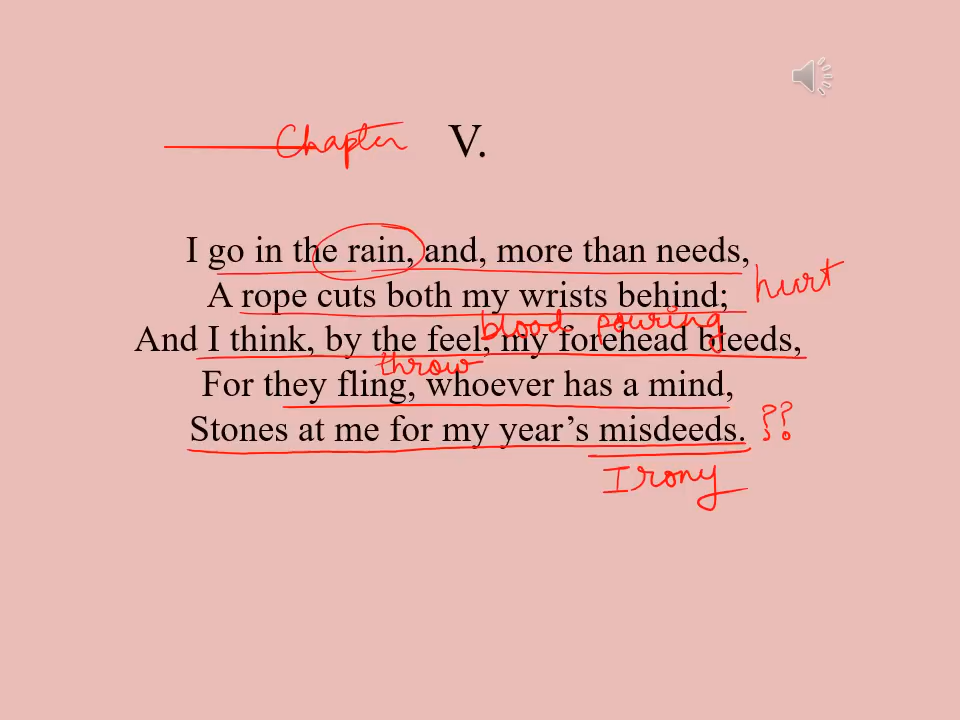 Chapter V.
I go in the rain, and, more than needs,
hurt
A rope cuts both my wrists behind;
blood pouring
And I think, by the feel, my forehead bleeds,
throw
For they fling, whoever has a mind,
Stones at me for my year’s misdeeds. ??
Irony